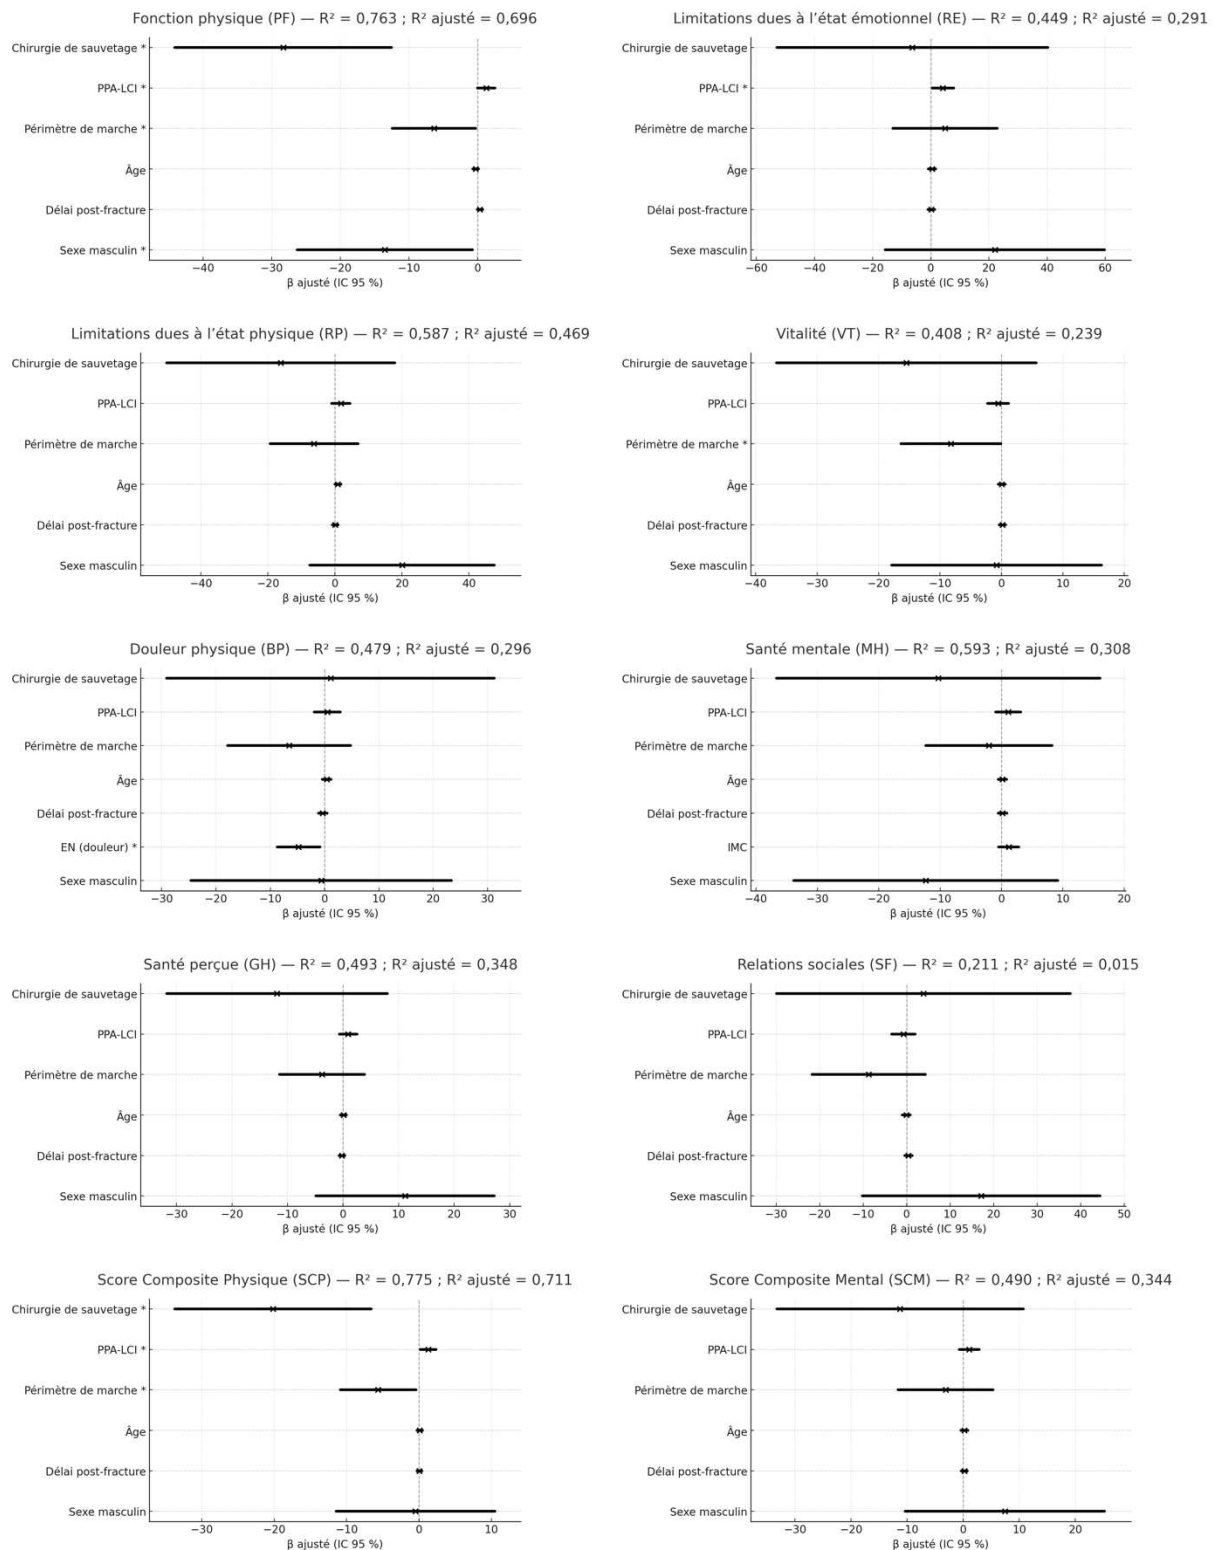 Fonction physique (PF) — R² = 0,763 ; R² ajusté = 0,696
Chirurgie de sauvetage *
PPA-LCI *
Périmètre de marche *
Âge
Délai post-fracture
Sexe masculin *
−40 −30 −20 −10 0
β ajusté (IC 95 %)
Limitations dues à l’état émotionnel (RE) — R² = 0,449 ; R² ajusté = 0,291
Chirurgie de sauvetage
PPA-LCI *
Périmètre de marche
Âge
Délai post-fracture
Sexe masculin
−60 −40 −20 0 20 40 60
β ajusté (IC 95 %)
Limitations dues à l’état physique (RP) — R² = 0,587 ; R² ajusté = 0,469
Chirurgie de sauvetage
PPA-LCI
Périmètre de marche
Âge
Délai post-fracture
Sexe masculin
−40 −20 0 20 40
β ajusté (IC 95 %)
Vitalité (VT) — R² = 0,408 ; R² ajusté = 0,239
Chirurgie de sauvetage
PPA-LCI
Périmètre de marche *
Âge
Délai post-fracture
Sexe masculin
−40 −30 −20 −10 0 10 20
β ajusté (IC 95 %)
Douleur physique (BP) — R² = 0,479 ; R² ajusté = 0,296
Chirurgie de sauvetage
PPA-LCI
Périmètre de marche
Âge
Délai post-fracture
EN (douleur) *
Sexe masculin
−30 −20 −10 0 10 20 30
β ajusté (IC 95 %)
Santé mentale (MH) — R² = 0,593 ; R² ajusté = 0,308
Chirurgie de sauvetage
PPA-LCI
Périmètre de marche
Âge
Délai post-fracture
IMC
Sexe masculin
−40 −30 −20 −10 0 10 20
β ajusté (IC 95 %)
Santé perçue (GH) — R² = 0,493 ; R² ajusté = 0,348
Chirurgie de sauvetage
PPA-LCI
Périmètre de marche
Âge
Délai post-fracture
Sexe masculin
−30 −20 −10 0 10 20 30
β ajusté (IC 95 %)
Relations sociales (SF) — R² = 0,211 ; R² ajusté = 0,015
Chirurgie de sauvetage
PPA-LCI
Périmètre de marche
Âge
Délai post-fracture
Sexe masculin
−30 −20 −10 0 10 20 30 40 50
β ajusté (IC 95 %)
Score Composite Physique (SCP) — R² = 0,775 ; R² ajusté = 0,711
Chirurgie de sauvetage *
PPA-LCI *
Périmètre de marche *
Âge
Délai post-fracture
Sexe masculin
−30 −20 −10 0 10
β ajusté (IC 95 %)
Score Composite Mental (SCM) — R² = 0,490 ; R² ajusté = 0,344
Chirurgie de sauvetage
PPA-LCI
Périmètre de marche
Âge
Délai post-fracture
Sexe masculin
−30 −20 −10 0 10 20
β ajusté (IC 95 %)